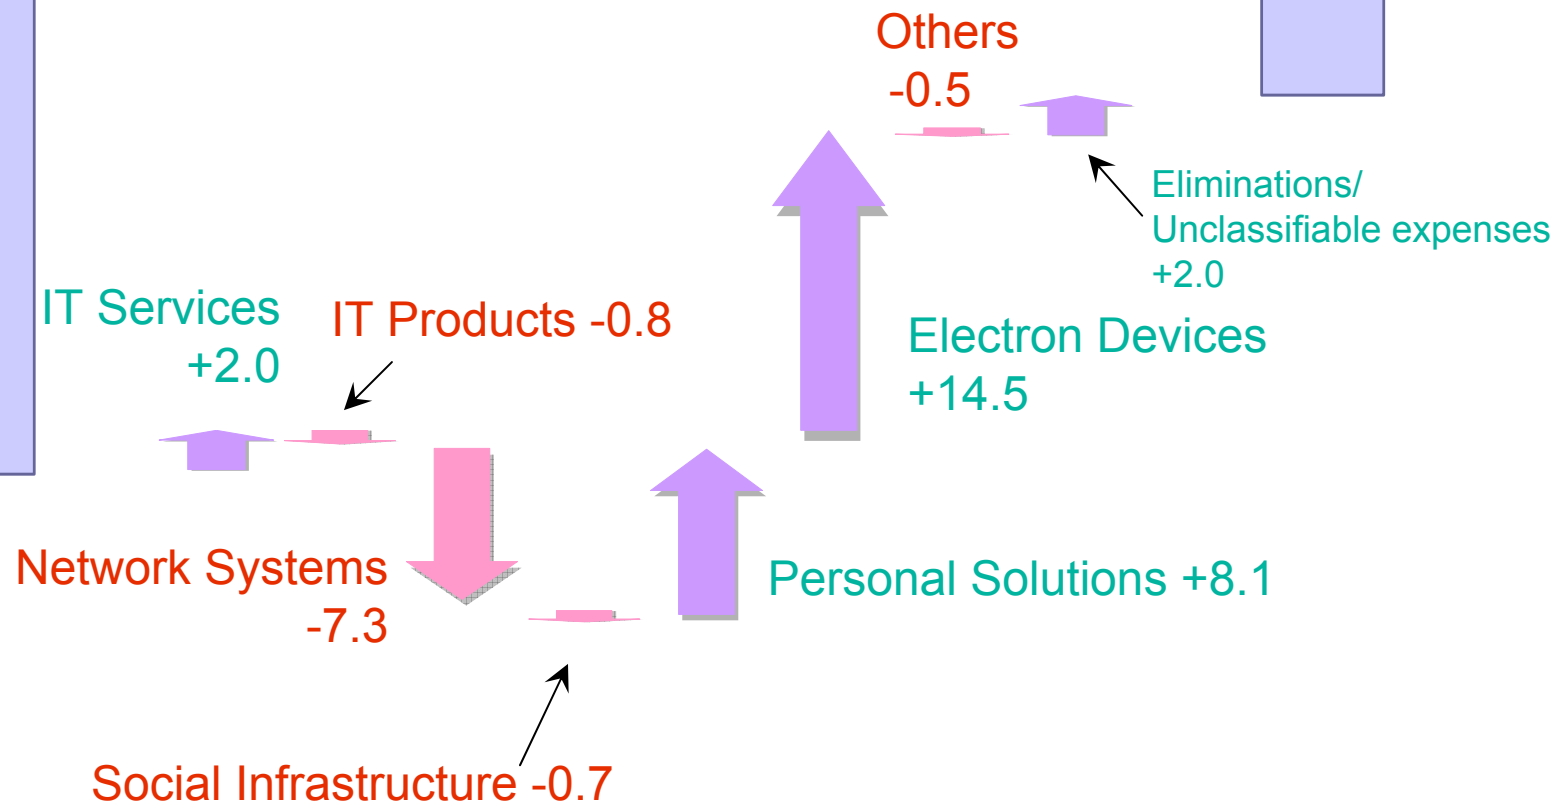 Others
-0.5
Eliminations/
Unclassifiable expenses
+2.0
IT Services
+2.0
IT Products -0.8
Electron Devices
+14.5
Network Systems
-7.3
Personal Solutions +8.1
Social Infrastructure -0.7